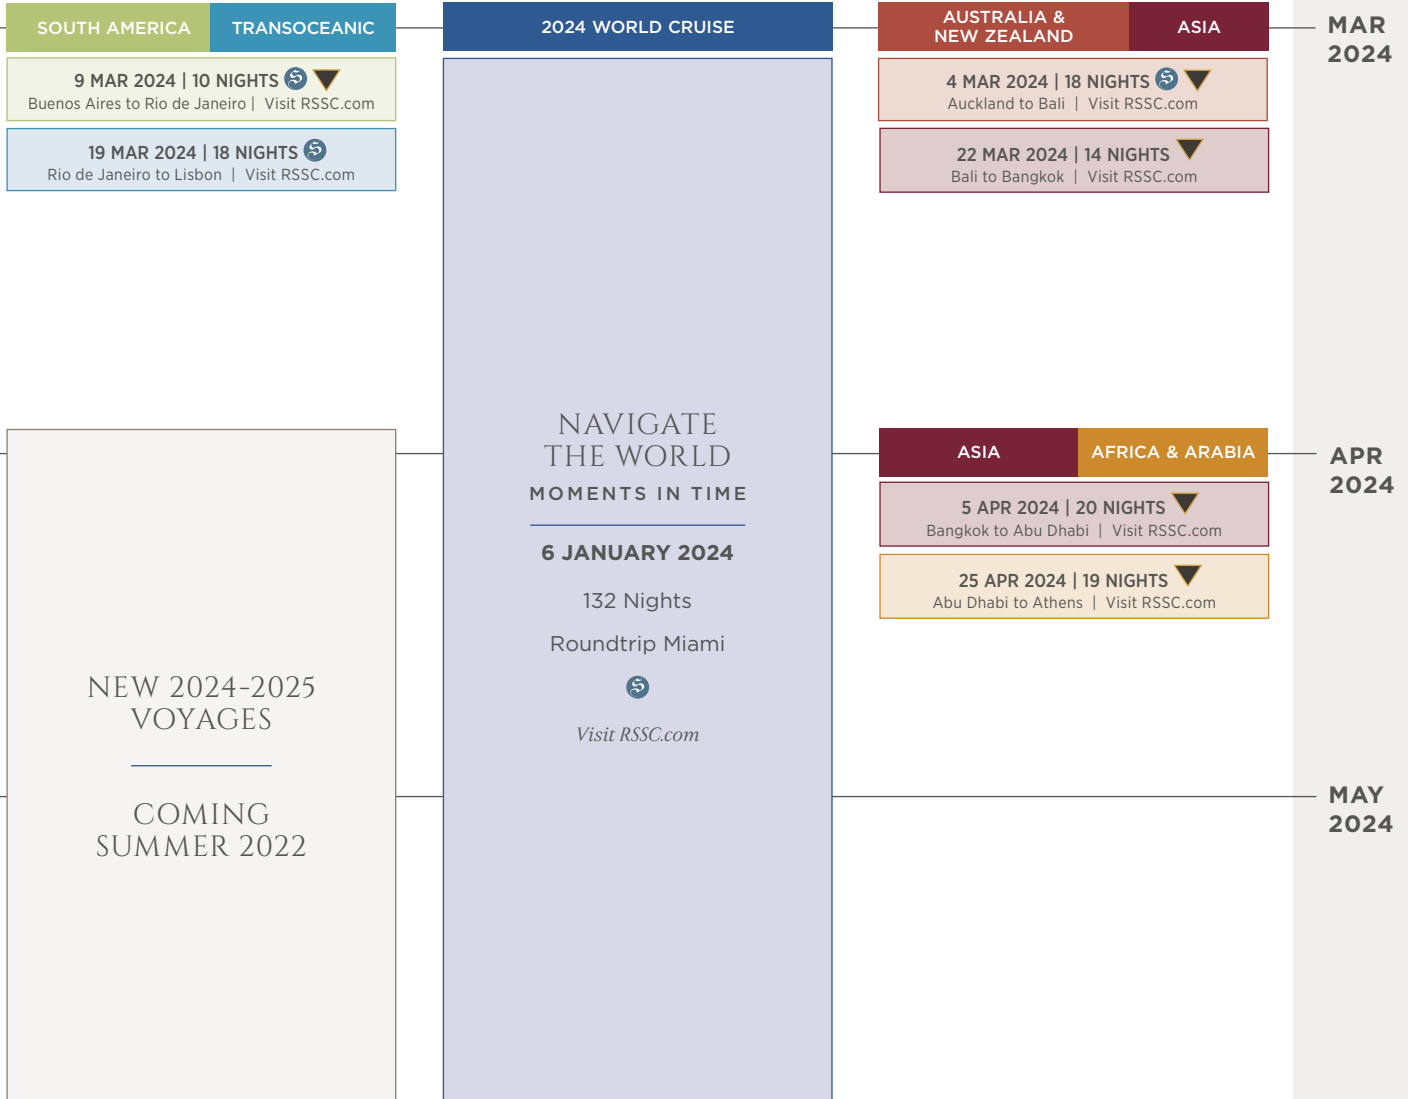 SOUTH AMERICA
TRANSOCEANIC
9 MAR 2024 | 10 NIGHTS S
Buenos Aires to Rio de Janeiro | Visit RSSC.com
19 MAR 2024 | 18 NIGHTS S
Rio de Janeiro to Lisbon | Visit RSSC.com
NEW 2024-2025
VOYAGES
COMING
SUMMER 2022
2024 WORLD CRUISE
NAVIGATE
THE WORLD
MOMENTS IN TIME
6 JANUARY 2024
132 Nights
Roundtrip Miami
S
Visit RSSC.com
AUSTRALIA &
NEW ZEALAND
ASIA
4 MAR 2024 | 18 NIGHTS S
Auckland to Bali | Visit RSSC.com
22 MAR 2024 | 14 NIGHTS
Bali to Bangkok | Visit RSSC.com
ASIA
AFRICA & ARABIA
5 APR 2024 | 20 NIGHTS
Bangkok to Abu Dhabi | Visit RSSC.com
25 APR 2024 | 19 NIGHTS
Abu Dhabi to Athens | Visit RSSC.com
MAR
2024
APR
2024
MAY
2024